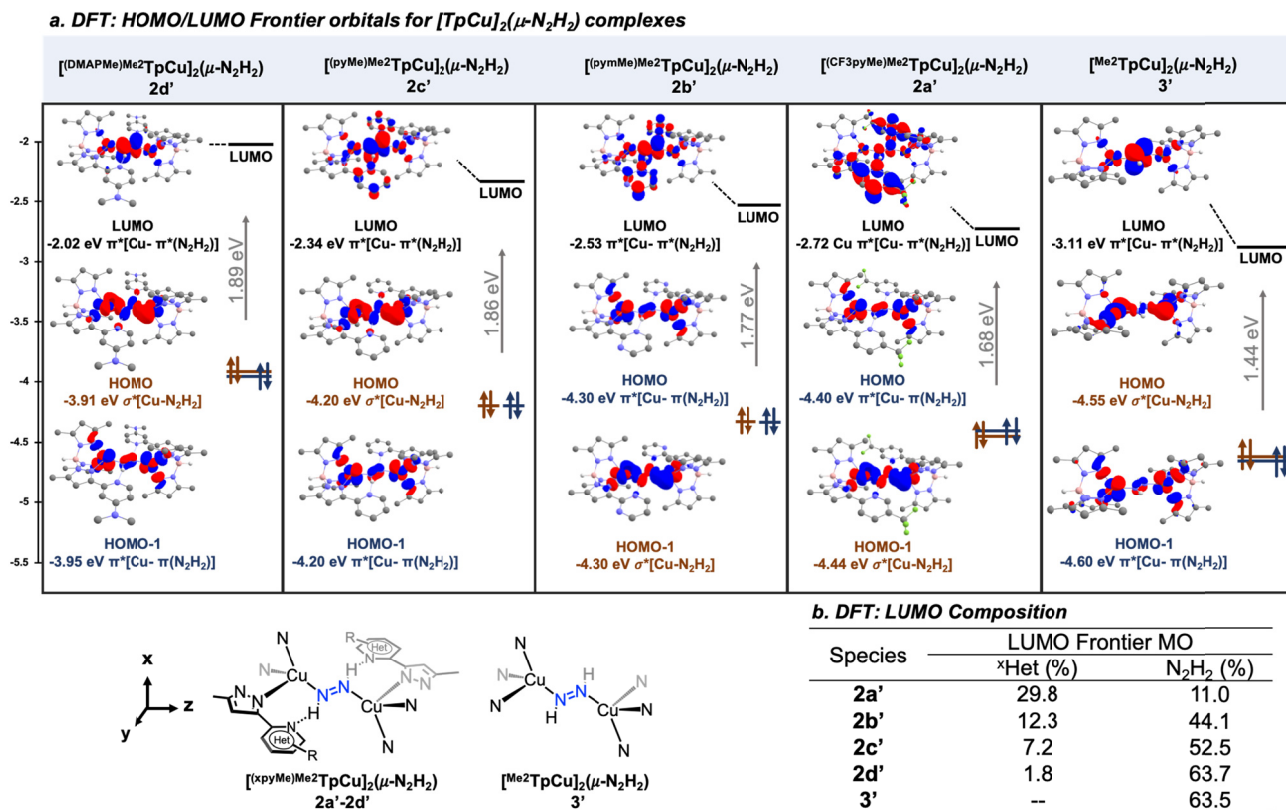 a. DFT: HOMO/LUMO Frontier orbitals for [TpCu]₂(μ-N₂H₂) complexes
[(DMAPMe)Me2TpCu]₂(μ-N₂H₂)
2d'
[(pyMe)Me2TpCu]₂(μ-N₂H₂)
2c'
[(pymMe)Me2TpCu]₂(μ-N₂H₂)
2b'
[(CF3pyMe)Me2TpCu]₂(μ-N₂H₂)
2a'
[Me2TpCu]₂(μ-N₂H₂)
3'
-2
-2.5
-3
-3.5
-4
-4.5
-5
-5.5
LUMO
LUMO
-2.02 eV π*[Cu- π*(N₂H₂)]
1.89 eV
HOMO
-3.91 eV σ*[Cu-N₂H₂]
HOMO-1
-3.95 eV π*[Cu- π(N₂H₂)]
LUMO
LUMO
-2.34 eV π*[Cu- π*(N₂H₂)]
1.86 eV
HOMO
-4.20 eV σ*[Cu-N₂H₂]
HOMO-1
-4.20 eV π*[Cu- π(N₂H₂)]
LUMO
LUMO
-2.53 π*[Cu- π*(N₂H₂)]
1.77 eV
HOMO
-4.30 eV π*[Cu- π(N₂H₂)]
HOMO-1
-4.30 eV σ*[Cu-N₂H₂]
LUMO
LUMO
-2.72 Cu π*[Cu- π*(N₂H₂)]
1.68 eV
HOMO
-4.40 eV π*[Cu- π(N₂H₂)]
HOMO-1
-4.44 eV σ*[Cu-N₂H₂]
LUMO
LUMO
-3.11 eV π*[Cu- π*(N₂H₂)]
1.44 eV
HOMO
-4.55 eV σ*[Cu-N₂H₂]
HOMO-1
-4.60 eV π*[Cu- π(N₂H₂)]
x
z
y
R
Het
N
N
Cu
H
N
N
N
N
N
N
N
N
H
Cu
N
N
Het
R
[(xpyMe)Me2TpCu]₂(μ-N₂H₂)
2a'-2d'
N
N
Cu
H
N
N
H
Cu
N
N
N
[Me2TpCu]₂(μ-N₂H₂)
3'
b. DFT: LUMO Composition
Species LUMO Frontier MO
xHet (%) N₂H₂ (%)
2a' 29.8 11.0
2b' 12.3 44.1
2c' 7.2 52.5
2d' 1.8 63.7
3' -- 63.5